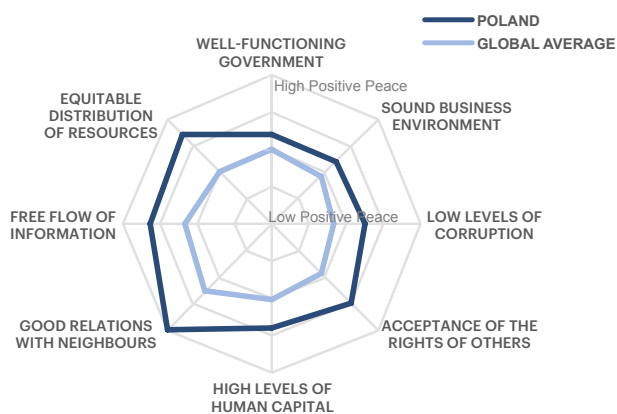 POLAND
GLOBAL AVERAGE
WELL-FUNCTIONING
GOVERNMENT
High Positive Peace
SOUND BUSINESS
ENVIRONMENT
EQUITABLE
DISTRIBUTION
OF RESOURCES
Low Positive Peace
LOW LEVELS OF
CORRUPTION
FREE FLOW OF
INFORMATION
ACCEPTANCE OF THE
RIGHTS OF OTHERS
GOOD RELATIONS
WITH NEIGHBOURS
HIGH LEVELS OF
HUMAN CAPITAL